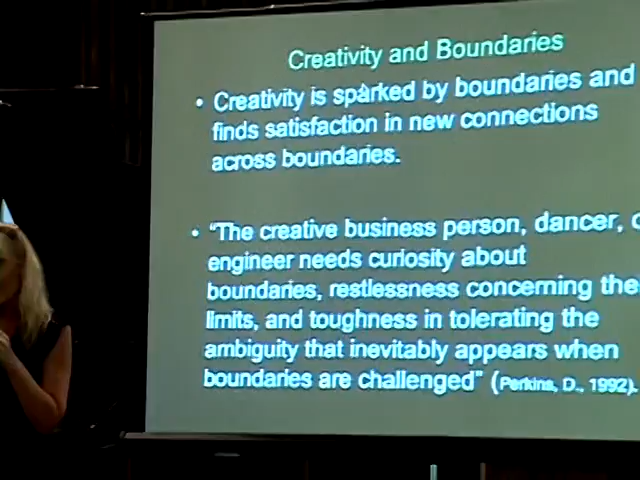 Creativity and Boundaries
• Creativity is sparked by boundaries and
finds satisfaction in new connections
across boundaries.
• "The creative business person, dancer,
engineer needs curiosity about
boundaries, restlessness concerning the
limits, and toughness in tolerating the
ambiguity that inevitably appears when
boundaries are challenged" (Perkins, D., 1992).